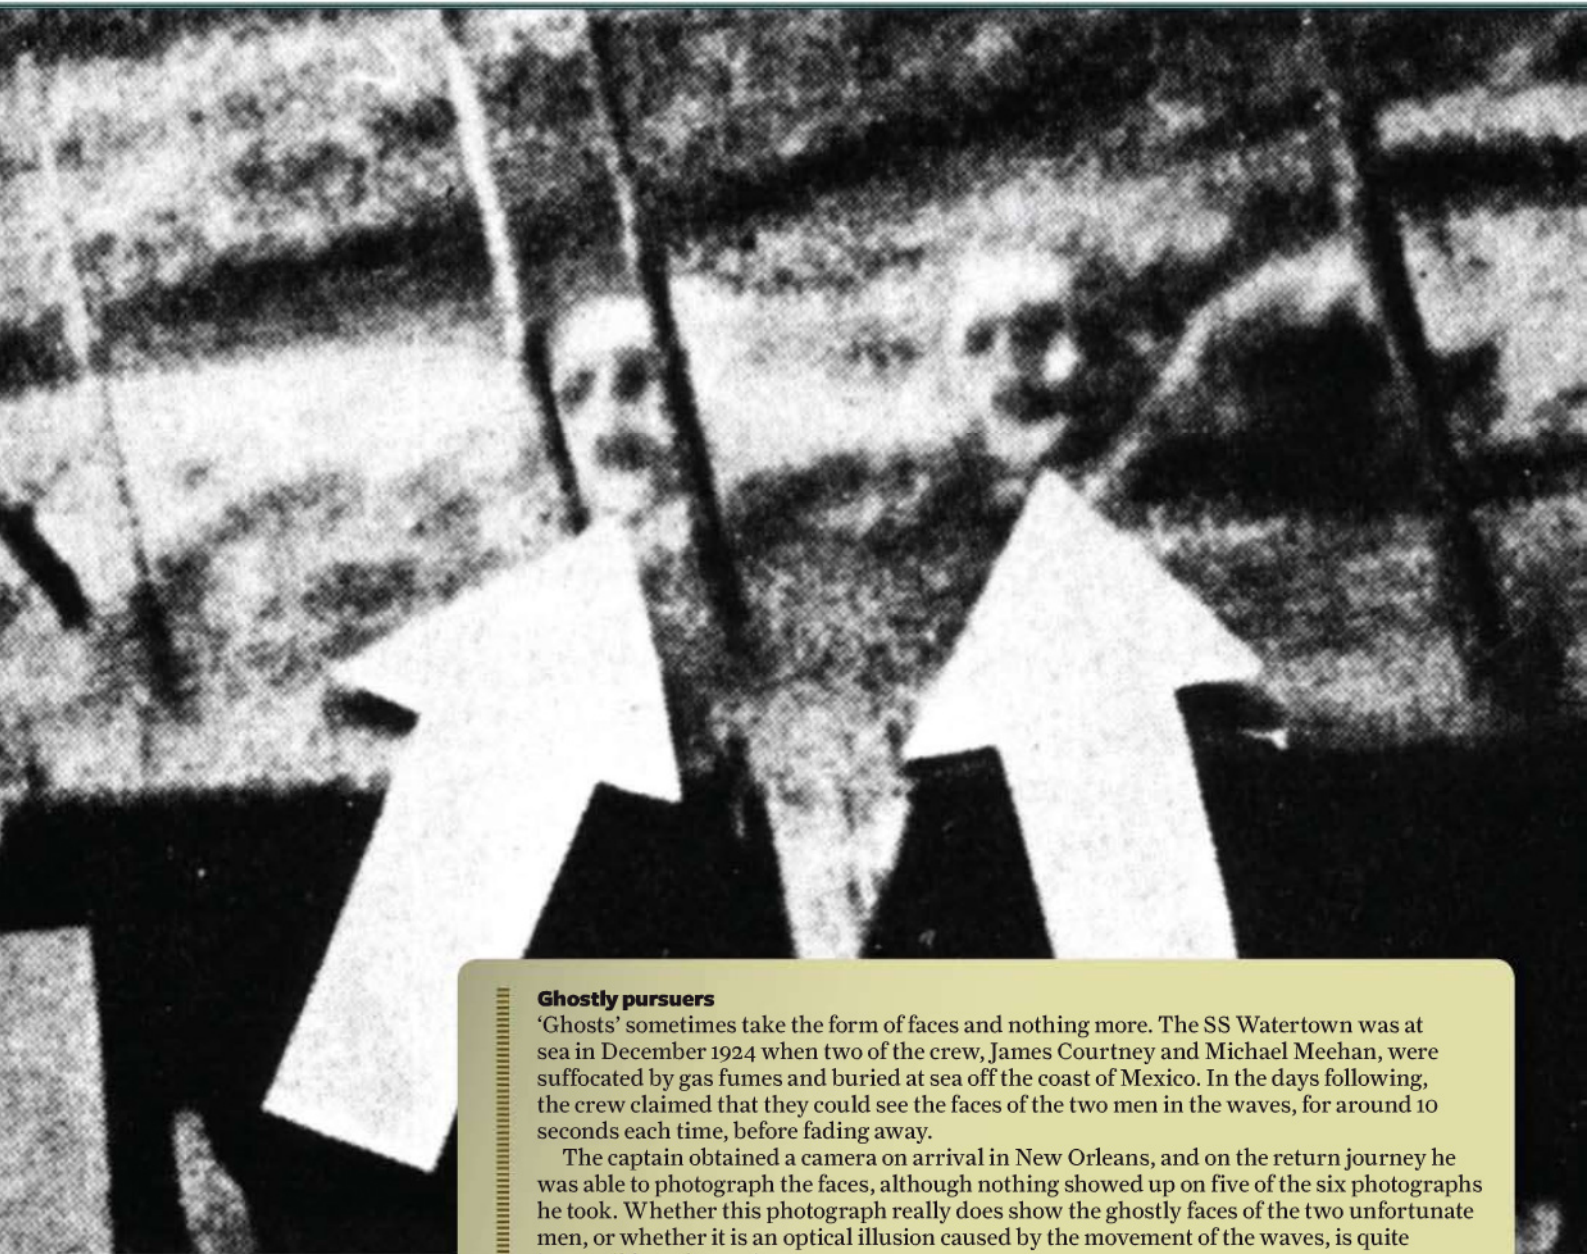 Ghostly pursuers
‘Ghosts’ sometimes take the form of faces and nothing more. The SS Watertown was at
sea in December 1924 when two of the crew, James Courtney and Michael Meehan, were
suffocated by gas fumes and buried at sea off the coast of Mexico. In the days following,
the crew claimed that they could see the faces of the two men in the waves, for around 10
seconds each time, before fading away.
The captain obtained a camera on arrival in New Orleans, and on the return journey he
was able to photograph the faces, although nothing showed up on five of the six photographs
he took. Whether this photograph really does show the ghostly faces of the two unfortunate
men, or whether it is an optical illusion caused by the movement of the waves, is quite